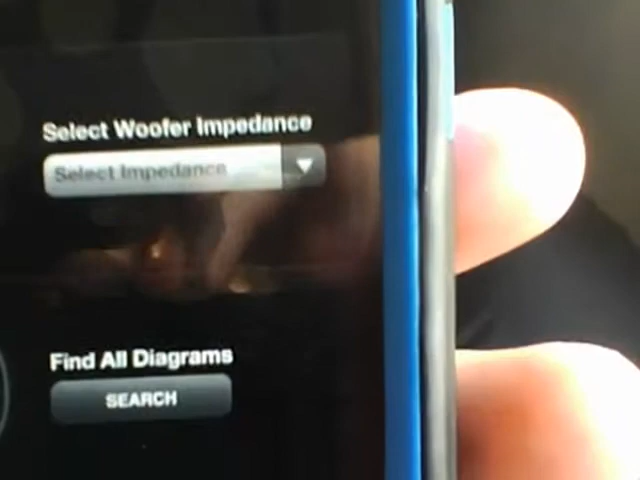 Select Woofer Impedance
Select Impedance
Find All Diagrams
SEARCH